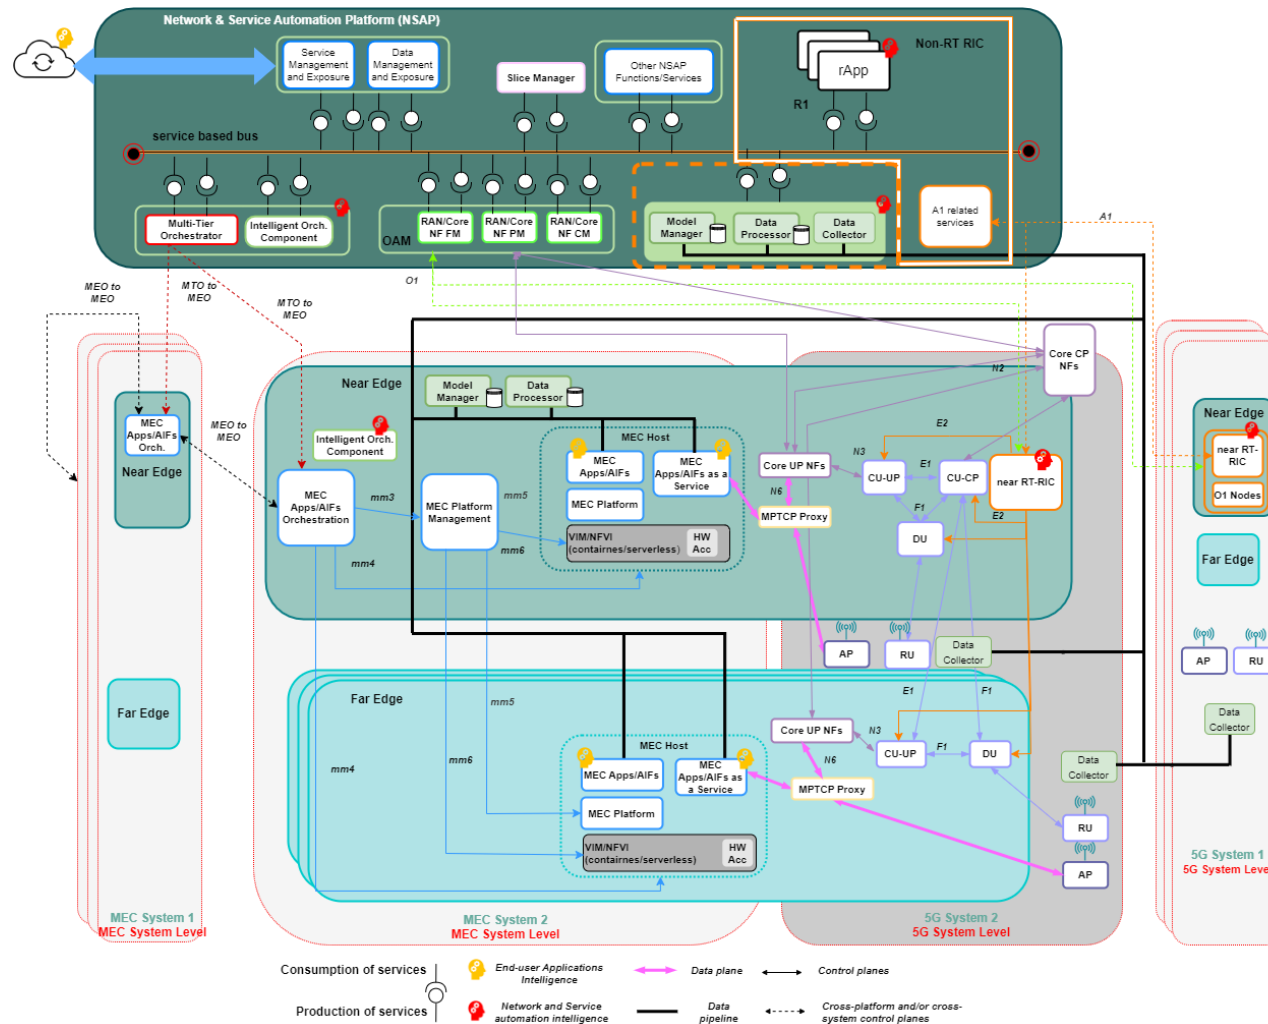 Network & Service Automation Platform (NSAP)
Service
Management
and Exposure
Data
Management
and Exposure
Slice Manager
Other NSAP
Functions/Services
rApp
Non-RT RIC
R1
service based bus
Multi-Tier
Orchestrator
Intelligent Orch.
Component
OAM
RAN/Core
NF FM
RAN/Core
NF PM
RAN/Core
NF CM
Model
Manager
Data
Processor
Data
Collector
A1 related
services
A1
O1
MEO to
MEO
MTO to
MEO
MTO to
MEO
Near Edge
Model
Manager
Data
Processor
Core CP
NFs
N2
MEC
Apps/AIFs
Orch.
Near Edge
MEO to
MEO
Intelligent Orch.
Component
MEC Host
MEC
Apps/AIFs
MEC
Apps/AIFs as a
Service
Core UP NFs
N3
E2
CU-UP
E1
CU-CP
near RT-RIC
Near Edge
near RT-
RIC
O1 Nodes
MEC
Apps/AIFs
Orchestration
mm3
MEC Platform
Management
mm5
MEC Platform
N6
MPTCP Proxy
F1
E2
DU
mm6
VIM/NFVI
(contairnes/serverless)
HW
Acc
mm4
Far Edge
AP
RU
Data
Collector
AP
RU
Far Edge
Far Edge
mm5
E1
F1
Data
Collector
MEC Host
Core UP NFs
N3
CU-UP
F1
DU
mm4
mm6
MEC Apps/AIFs
MEC
Apps/AIFs as
a Service
N6
MPTCP Proxy
Data
Collector
MEC Platform
RU
VIM/NFVI
(contairnes/serverless)
HW
Acc
AP
MEC System 1
MEC System Level
MEC System 2
MEC System Level
5G System 2
5G System Level
5G System 1
5G System Level
Consumption of services
End-user Applications
Intelligence
Data plane
Control planes
Production of services
Network and Service
automation intelligence
Data
pipeline
Cross-platform and/or cross-
system control planes